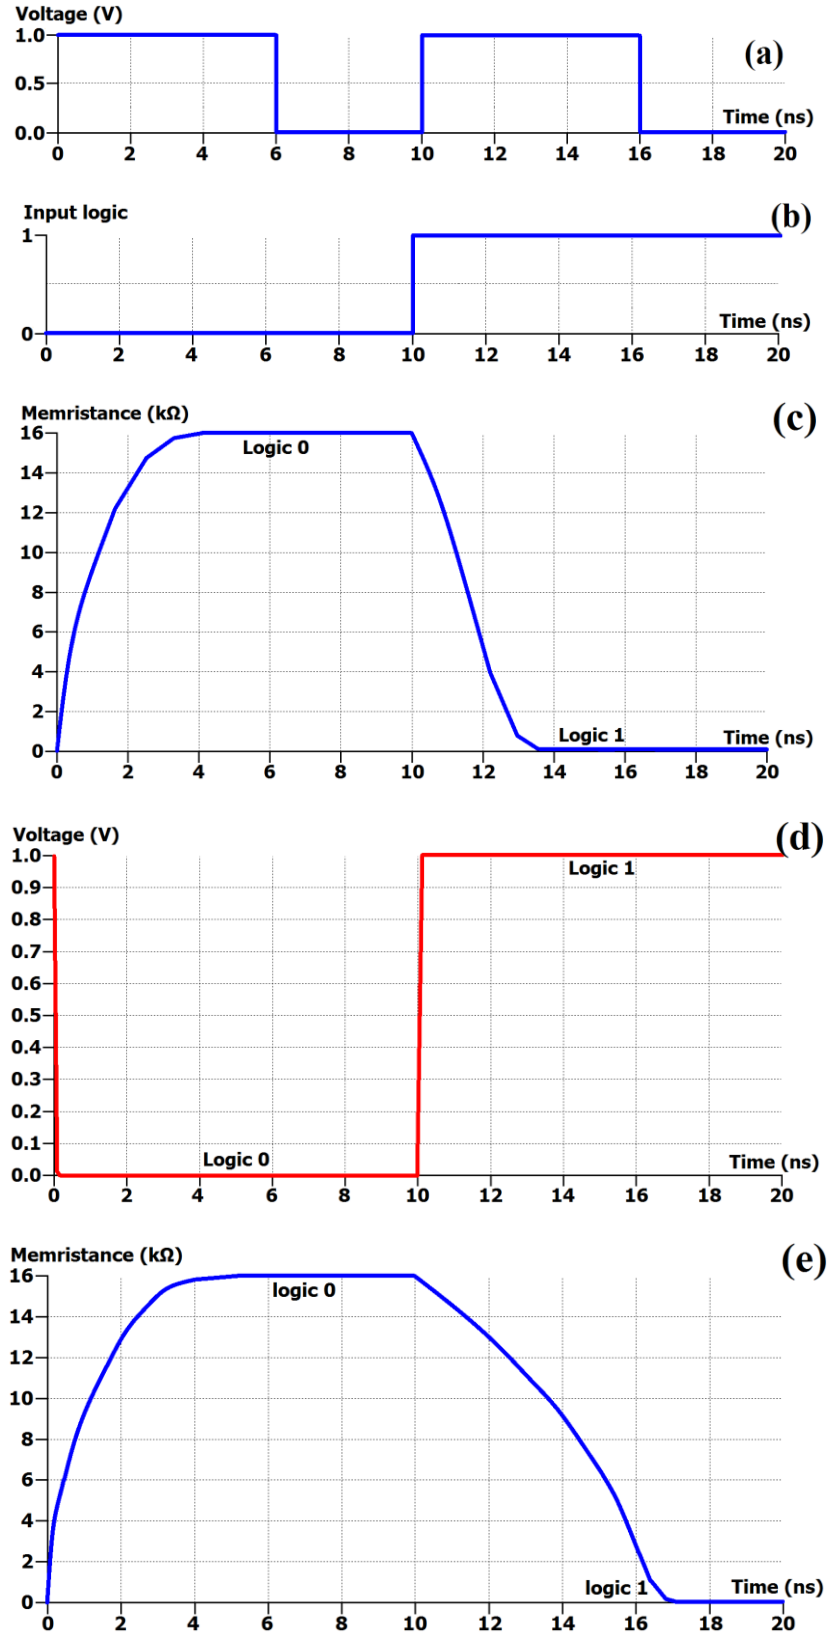 Voltage (V)
(a)
1.0
0.5
0.0
Time (ns)
0 2 4 6 8 10 12 14 16 18 20
Input logic
(b)
1
0
Time (ns)
0 2 4 6 8 10 12 14 16 18 20
Memristance (kΩ)
(c)
16
Logic 0
14
12
10
8
6
4
2
Logic 1
Time (ns)
0
0 2 4 6 8 10 12 14 16 18 20
Voltage (V)
(d)
1.0
Logic 1
0.9
0.8
0.7
0.6
0.5
0.4
0.3
0.2
0.1
Logic 0
Time (ns)
0.0
0 2 4 6 8 10 12 14 16 18 20
Memristance (kΩ)
(e)
16
logic 0
14
12
10
8
6
4
2
logic 1
Time (ns)
0
0 2 4 6 8 10 12 14 16 18 20